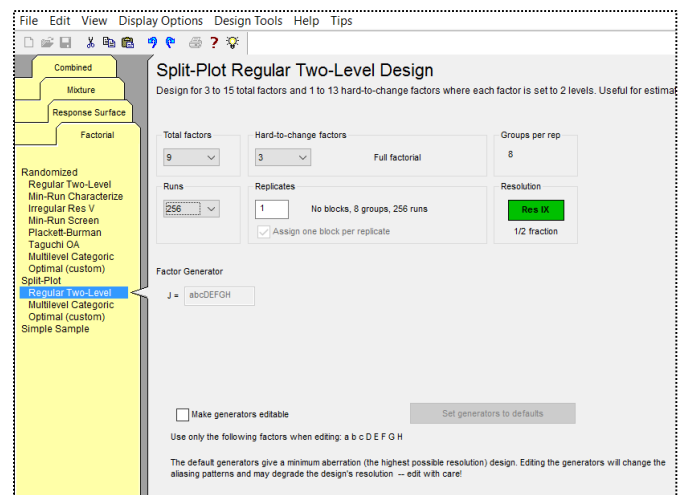 File Edit View Display Options Design Tools Help Tips
Combined
Mixture
Response Surface
Factorial
Randomized
Regular Two-Level
Min-Run Characterize
Irregular Res V
Min-Run Screen
Plackett-Burman
Taguchi OA
Multilevel Categoric
Optimal (custom)
Split-Plot
Regular Two-Level
Multilevel Categoric
Optimal (custom)
Simple Sample
Split-Plot Regular Two-Level Design
Design for 3 to 15 total factors and 1 to 13 hard-to-change factors where each factor is set to 2 levels. Useful for estima
Total factors
9
Hard-to-change factors
3 Full factorial
Groups per rep
8
Runs
256
Replicates
1 No blocks, 8 groups, 256 runs
Assign one block per replicate
Resolution
Res IX
1/2 fraction
Factor Generator
J = abcDEFGH
Make generators editable
Set generators to defaults
Use only the following factors when editing: a b c D E F G H
The default generators give a minimum aberration (the highest possible resolution) design. Editing the generators will change the
aliasing patterns and may degrade the design's resolution -- edit with care!